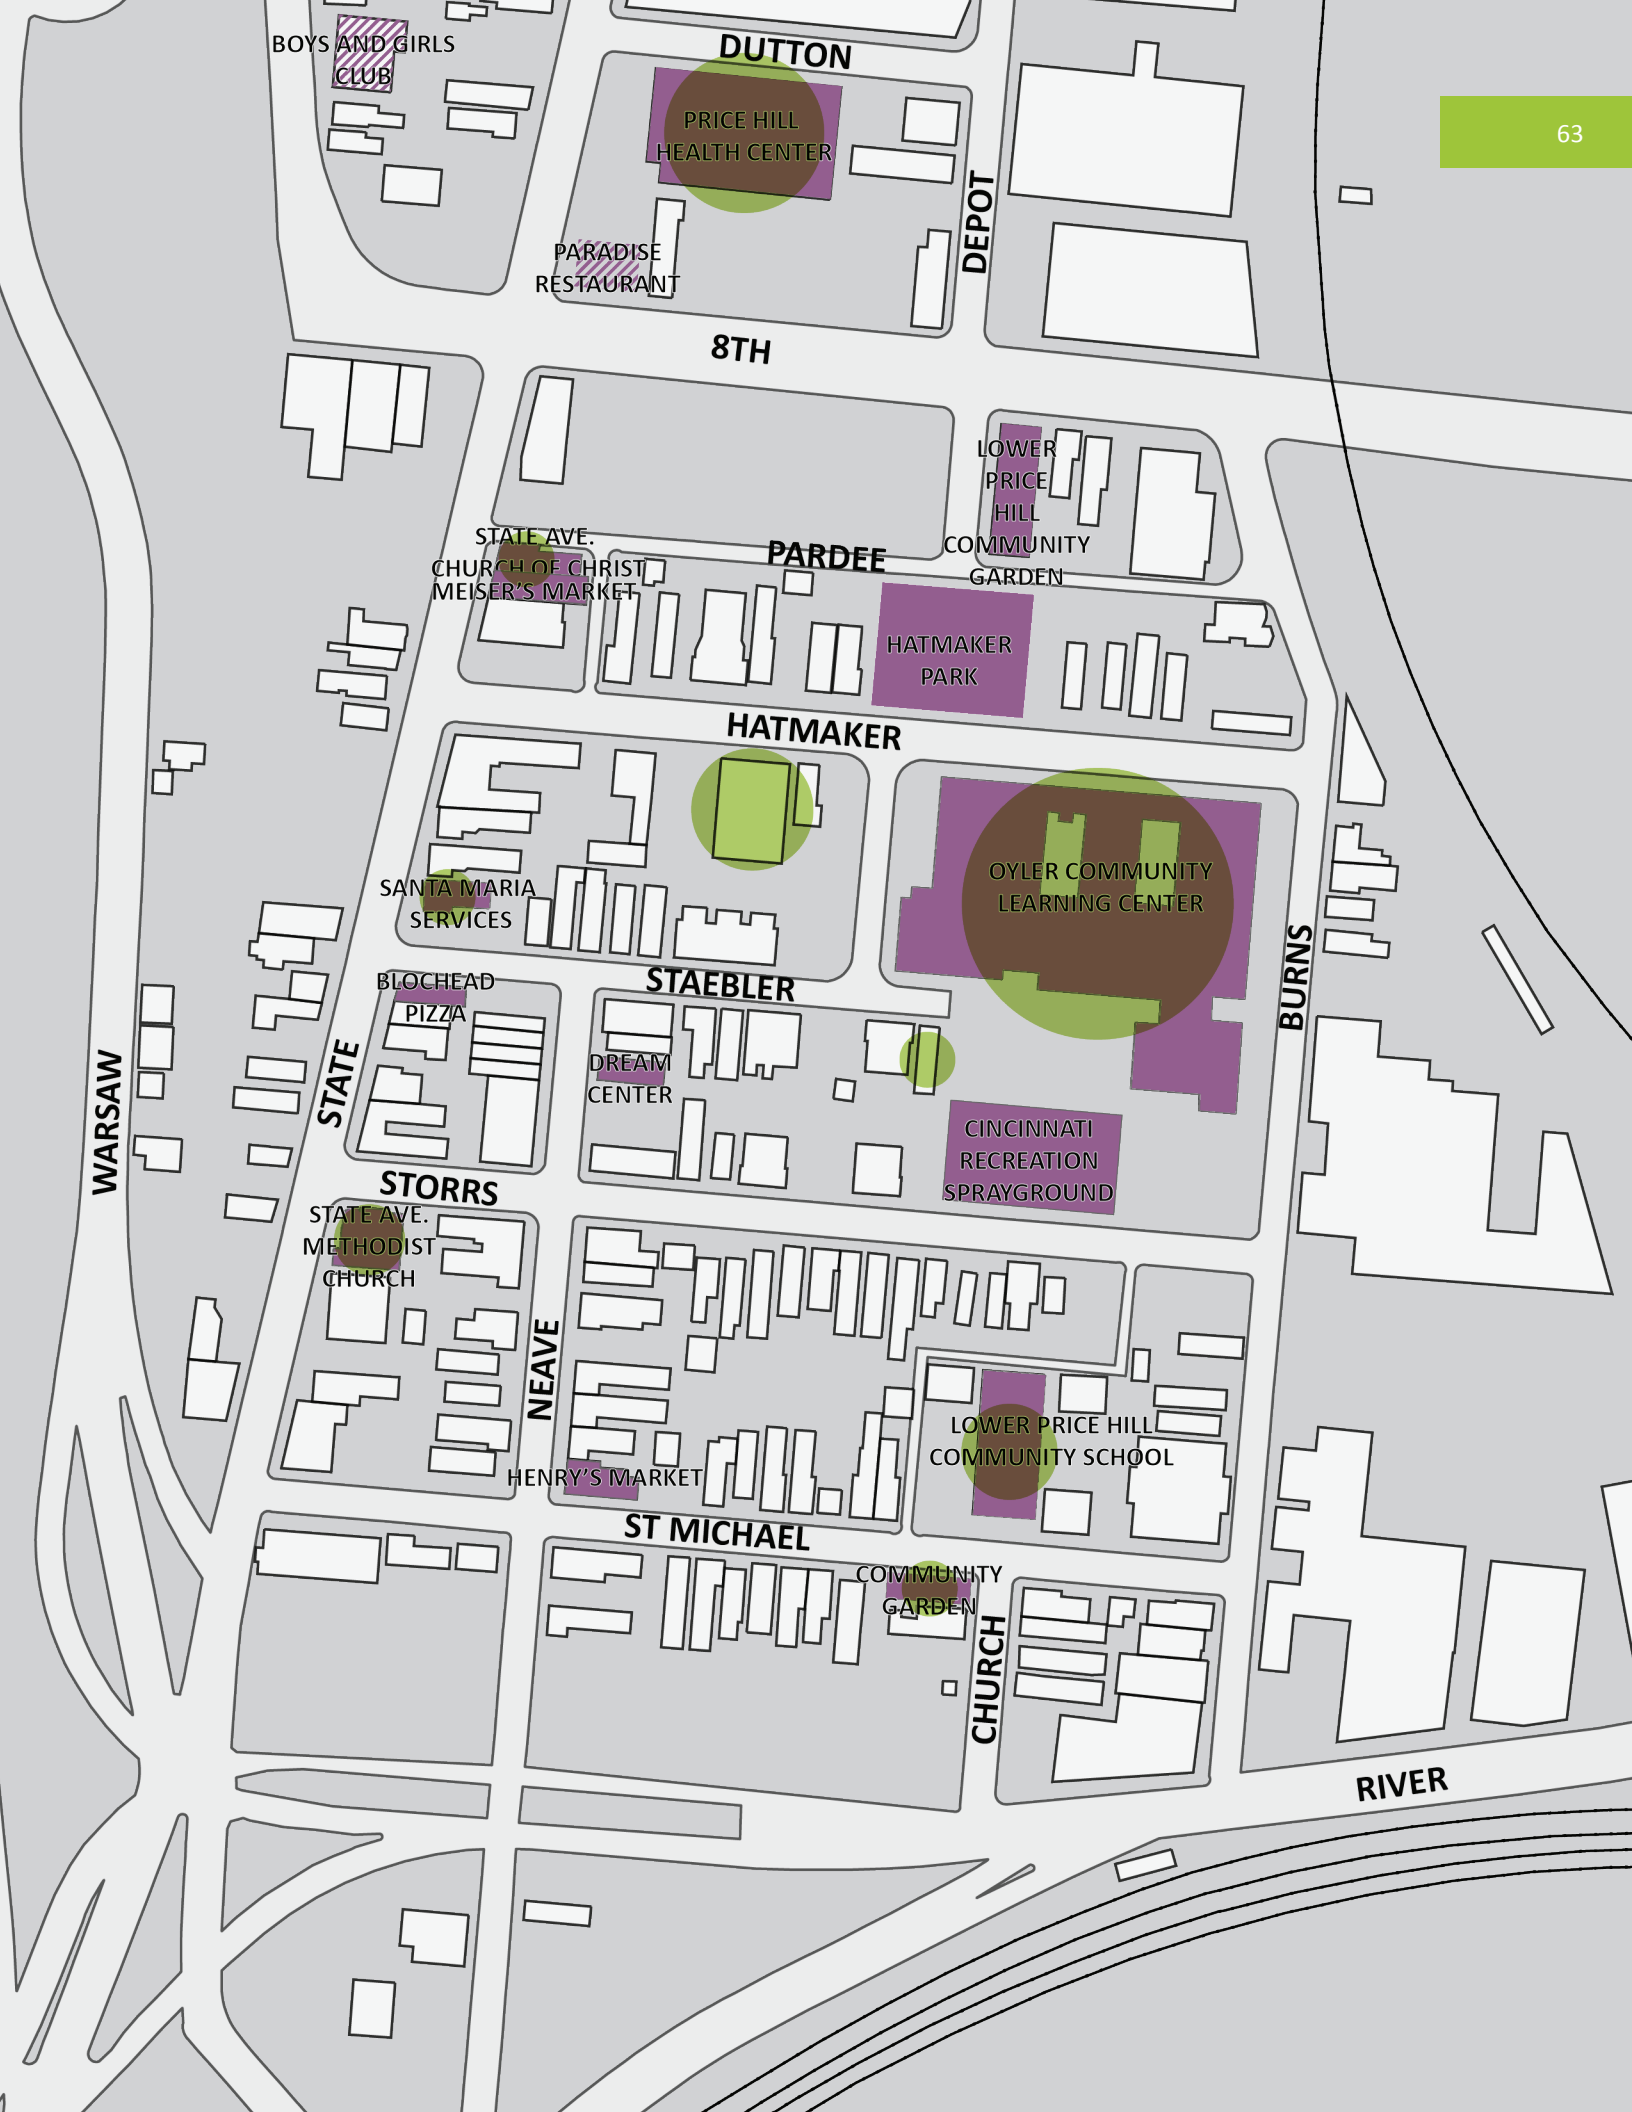 BOYS AND GIRLS
CLUB
DUTTON
PRICE HILL
HEALTH CENTER
63
DEPOT
PARADISE
RESTAURANT
8TH
LOWER
PRICE
HILL
COMMUNITY
GARDEN
STATE AVE.
CHURCH OF CHRIST
MEISER'S MARKET
PARDEE
HATMAKER
PARK
HATMAKER
OYLER COMMUNITY
LEARNING CENTER
SANTA MARIA
SERVICES
BURNS
STAEBLER
BLOCHEAD
PIZZA
DREAM
CENTER
STATE
WARSAW
CINCINNATI
RECREATION
SPRAYGROUND
STORRS
STATE AVE.
METHODIST
CHURCH
NEAVE
LOWER PRICE HILL
COMMUNITY SCHOOL
HENRY'S MARKET
ST MICHAEL
COMMUNITY
GARDEN
CHURCH
RIVER